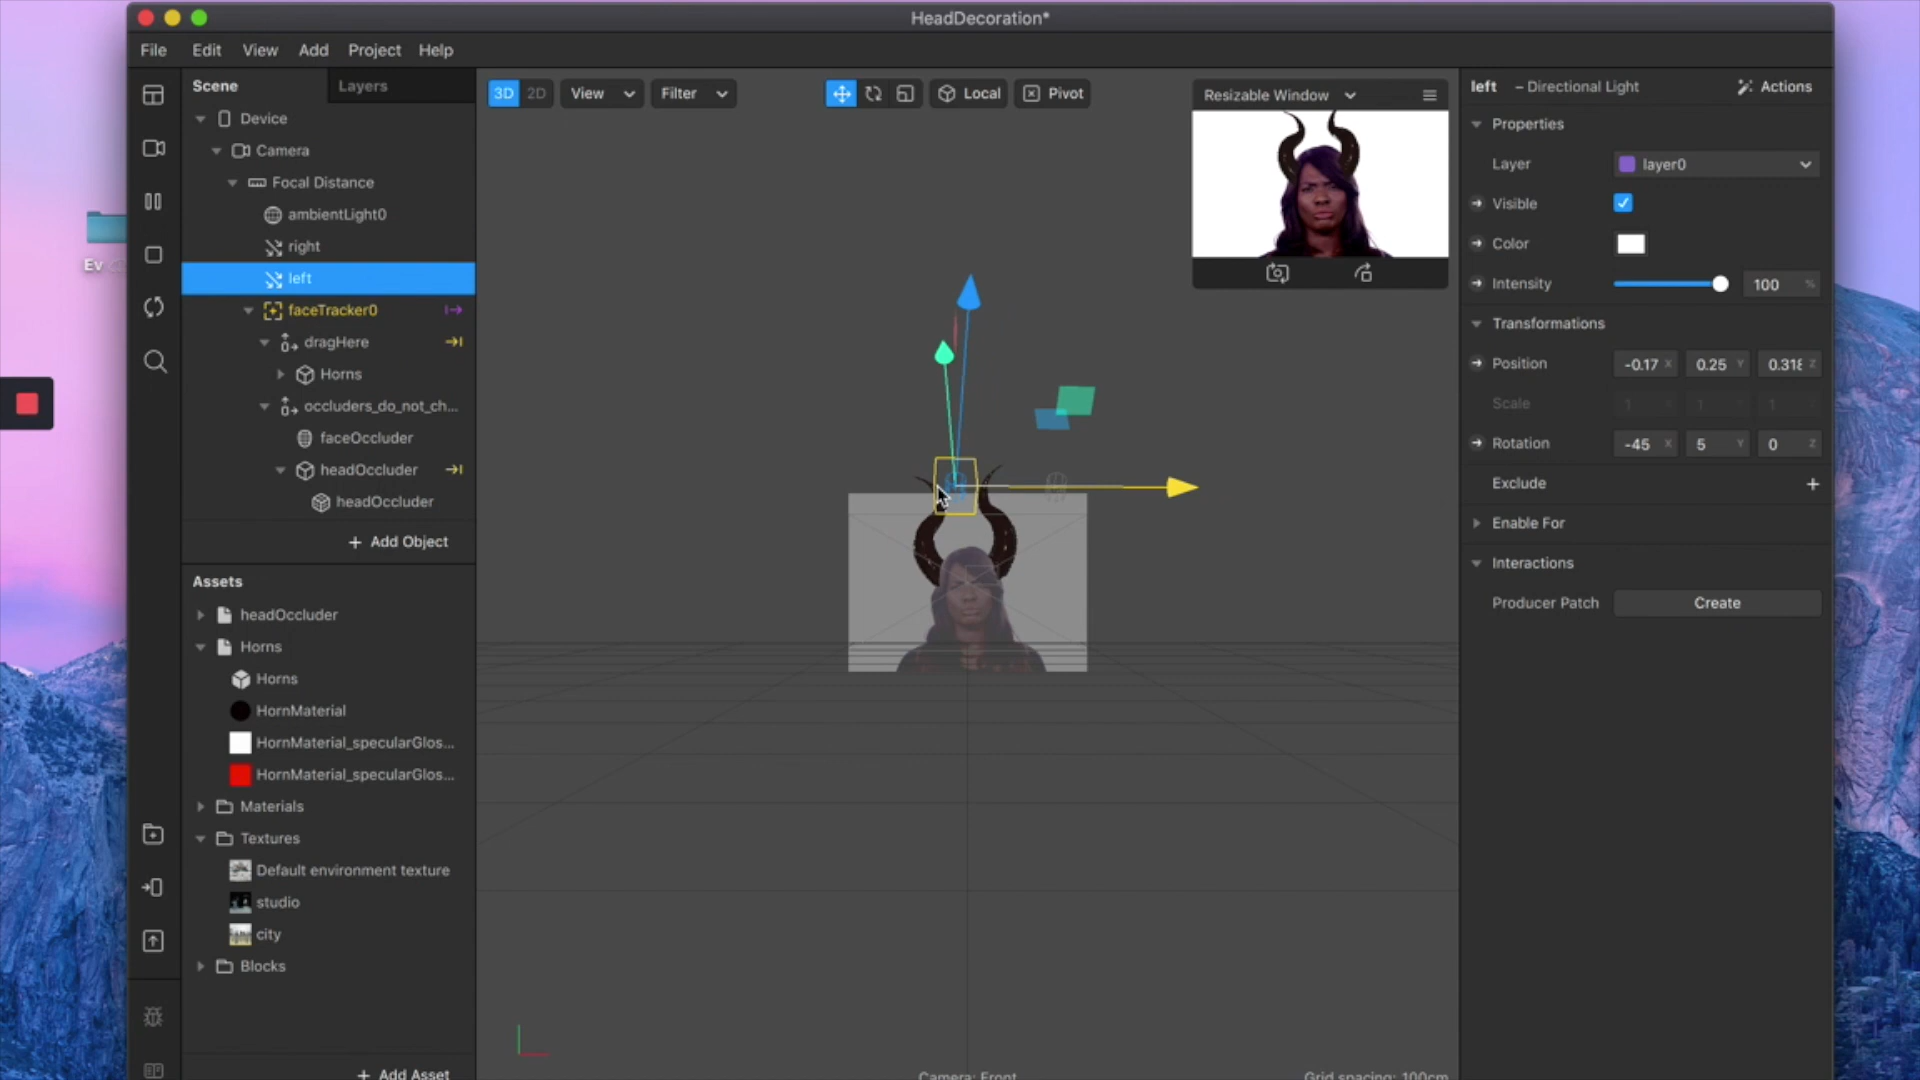 HeadDecoration*
File Edit View Add Project Help
Scene Layers
Device
Camera
Focal Distance
ambientLight0
right
left
faceTracker0
dragHere
Horns
occluders_do_not_ch...
faceOccluder
headOccluder
headOccluder
+ Add Object
Assets
headOccluder
Horns
Horns
HornMaterial
HornMaterial_specularGlos...
HornMaterial_specularGlos...
Materials
Textures
Default environment texture
studio
city
Blocks
+ Add Asset
3D 2D View Filter Local Pivot
Resizable Window
Camera: Front
Grid spacing: 100cm
left – Directional Light Actions
Properties
Layer layer0
Visible
Color
Intensity 100 %
Transformations
Position -0.17 X 0.25 Y 0.318 Z
Scale 1 1 1
Rotation -45 X 5 Y 0 Z
Exclude +
Enable For
Interactions
Producer Patch Create